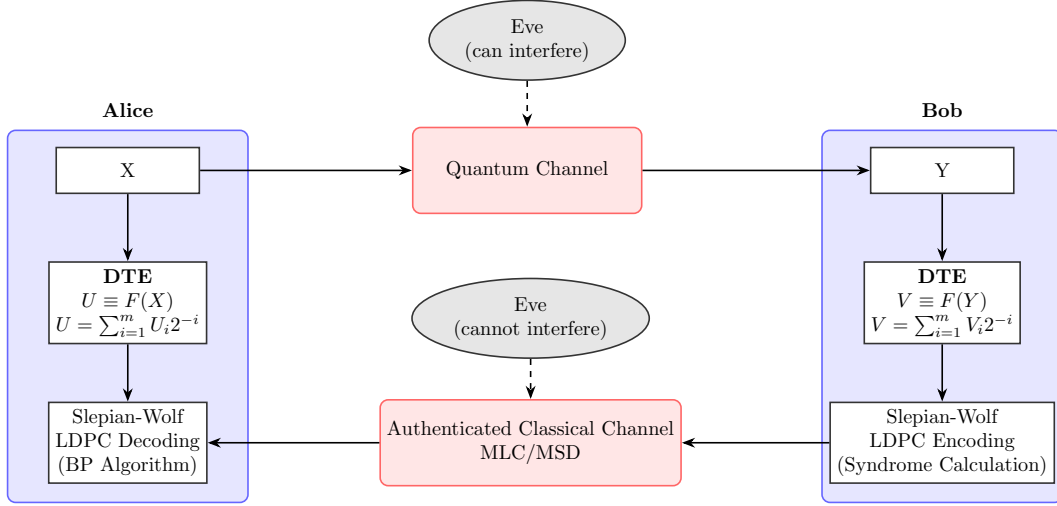 Eve
(can interfere)
Alice
Bob
X
Quantum Channel
Y
DTE
U ≡ F(X)
U = ∑_{i=1}^{m} U_i 2^{-i}
Eve
(cannot interfere)
DTE
V ≡ F(Y)
V = ∑_{i=1}^{m} V_i 2^{-i}
Slepian-Wolf
LDPC Decoding
(BP Algorithm)
Authenticated Classical Channel
MLC/MSD
Slepian-Wolf
LDPC Encoding
(Syndrome Calculation)